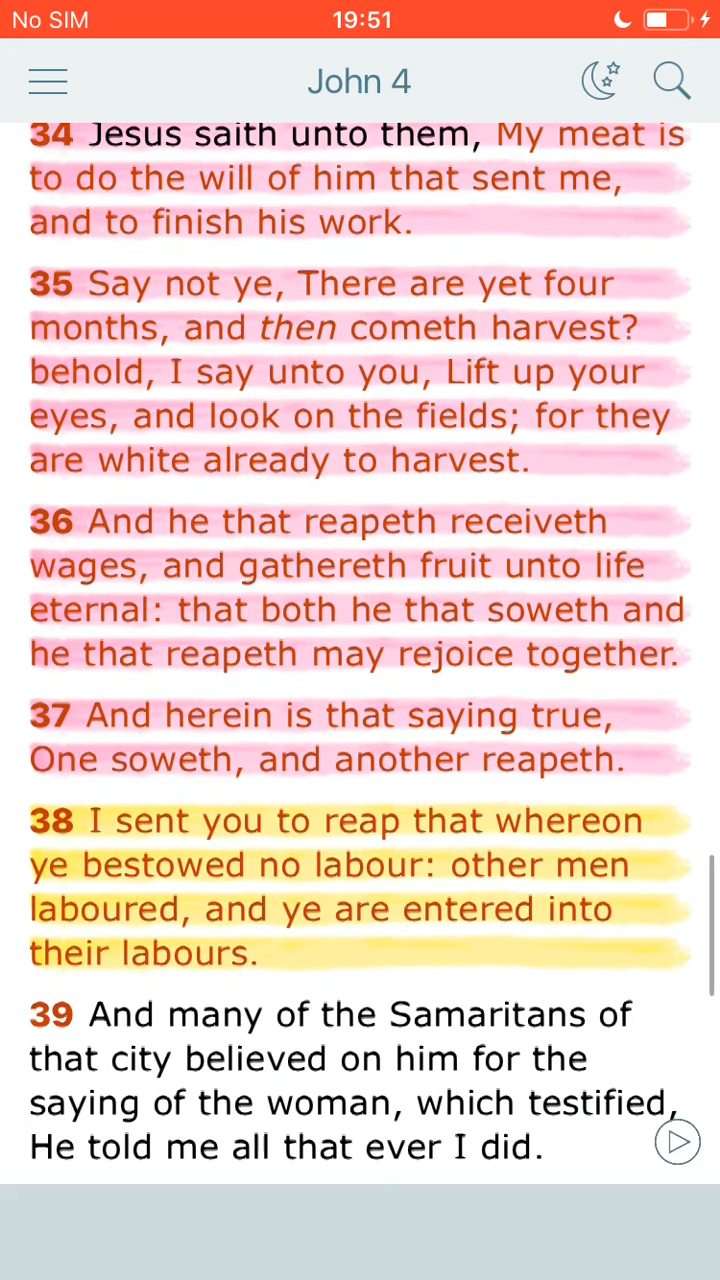 No SIM
19:51
John 4
34 Jesus saith unto them, My meat is
to do the will of him that sent me,
and to finish his work.
35 Say not ye, There are yet four
months, and then cometh harvest?
behold, I say unto you, Lift up your
eyes, and look on the fields; for they
are white already to harvest.
36 And he that reapeth receiveth
wages, and gathereth fruit unto life
eternal: that both he that soweth and
he that reapeth may rejoice together.
37 And herein is that saying true,
One soweth, and another reapeth.
38 I sent you to reap that whereon
ye bestowed no labour: other men
laboured, and ye are entered into
their labours.
39 And many of the Samaritans of
that city believed on him for the
saying of the woman, which testified,
He told me all that ever I did.